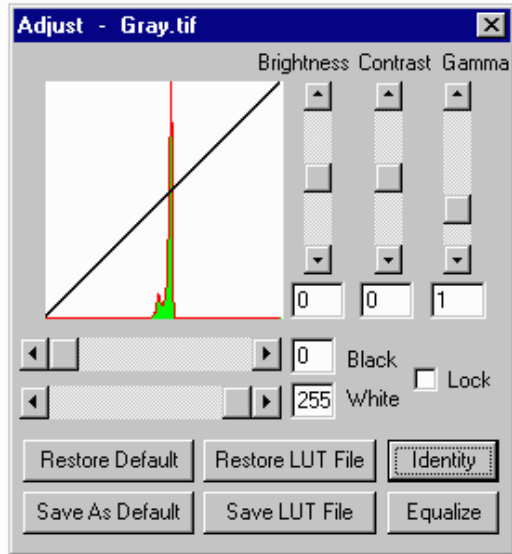 Adjust - Gray.tif
Brightness Contrast Gamma
0 0 1
0 Black
Lock
255 White
Restore Default Restore LUT File Identity
Save As Default Save LUT File Equalize